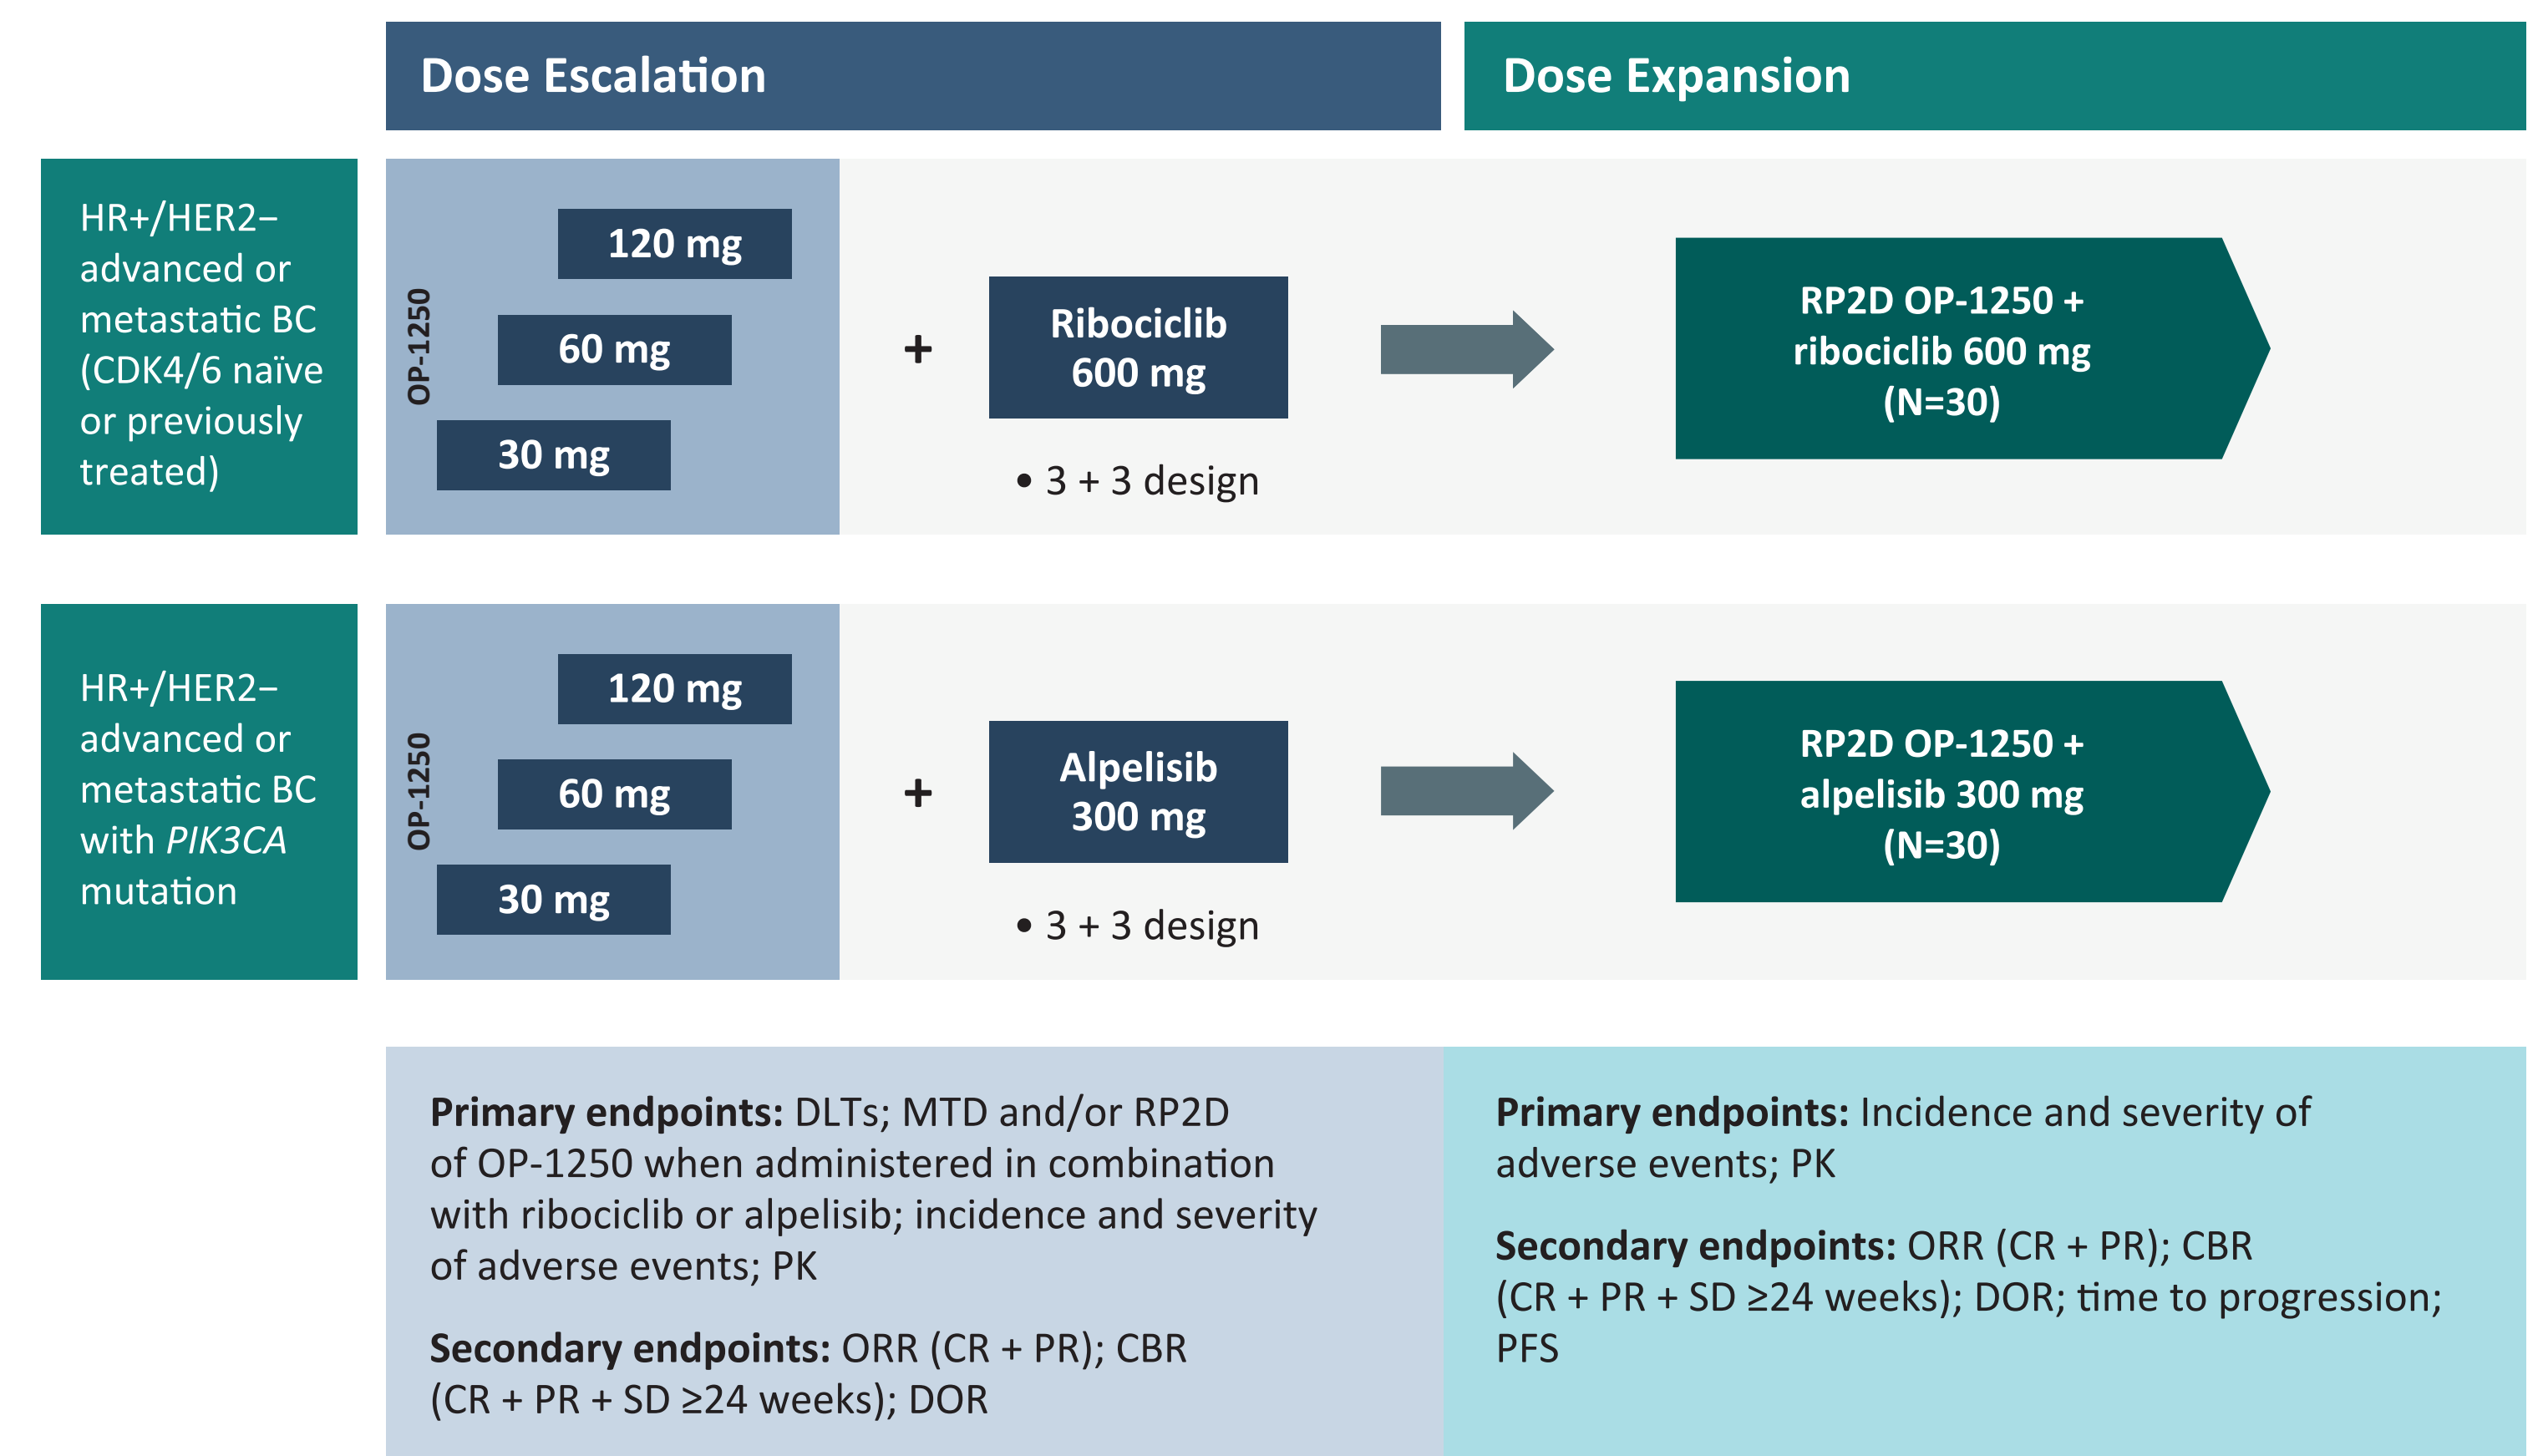 Dose Escalation
Dose Expansion
HR+/HER2–
advanced or
metastatic BC
(CDK4/6 naïve
or previously
treated)
OP-1250
120 mg
60 mg
30 mg
+
Ribociclib
600 mg
• 3 + 3 design
RP2D OP-1250 +
ribociclib 600 mg
(N=30)
HR+/HER2–
advanced or
metastatic BC
with PIK3CA
mutation
OP-1250
120 mg
60 mg
30 mg
+
Alpelisib
300 mg
• 3 + 3 design
RP2D OP-1250 +
alpelisib 300 mg
(N=30)
Primary endpoints: DLTs; MTD and/or RP2D
of OP-1250 when administered in combination
with ribociclib or alpelisib; incidence and severity
of adverse events; PK
Secondary endpoints: ORR (CR + PR); CBR
(CR + PR + SD ≥24 weeks); DOR
Primary endpoints: Incidence and severity of
adverse events; PK
Secondary endpoints: ORR (CR + PR); CBR
(CR + PR + SD ≥24 weeks); DOR; time to progression;
PFS